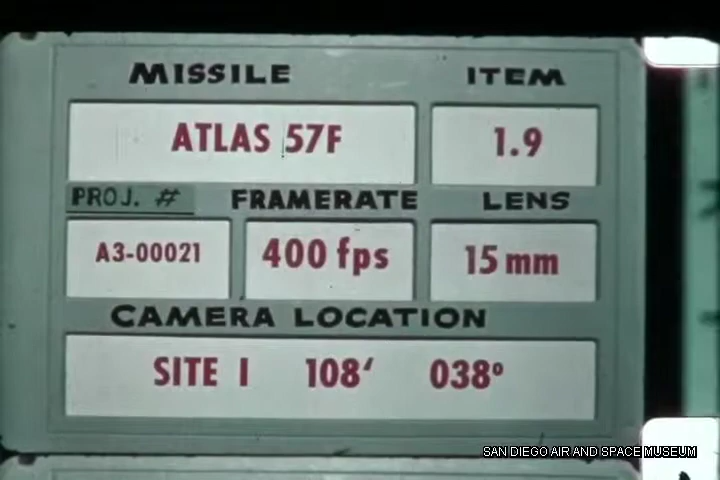 MISSILE ITEM
ATLAS 57F 1.9
PROJ. # FRAMERATE LENS
A3-00021 400 fps 15 mm
CAMERA LOCATION
SITE I 108' 038°
SAN DIEGO AIR AND SPACE MUSEUM